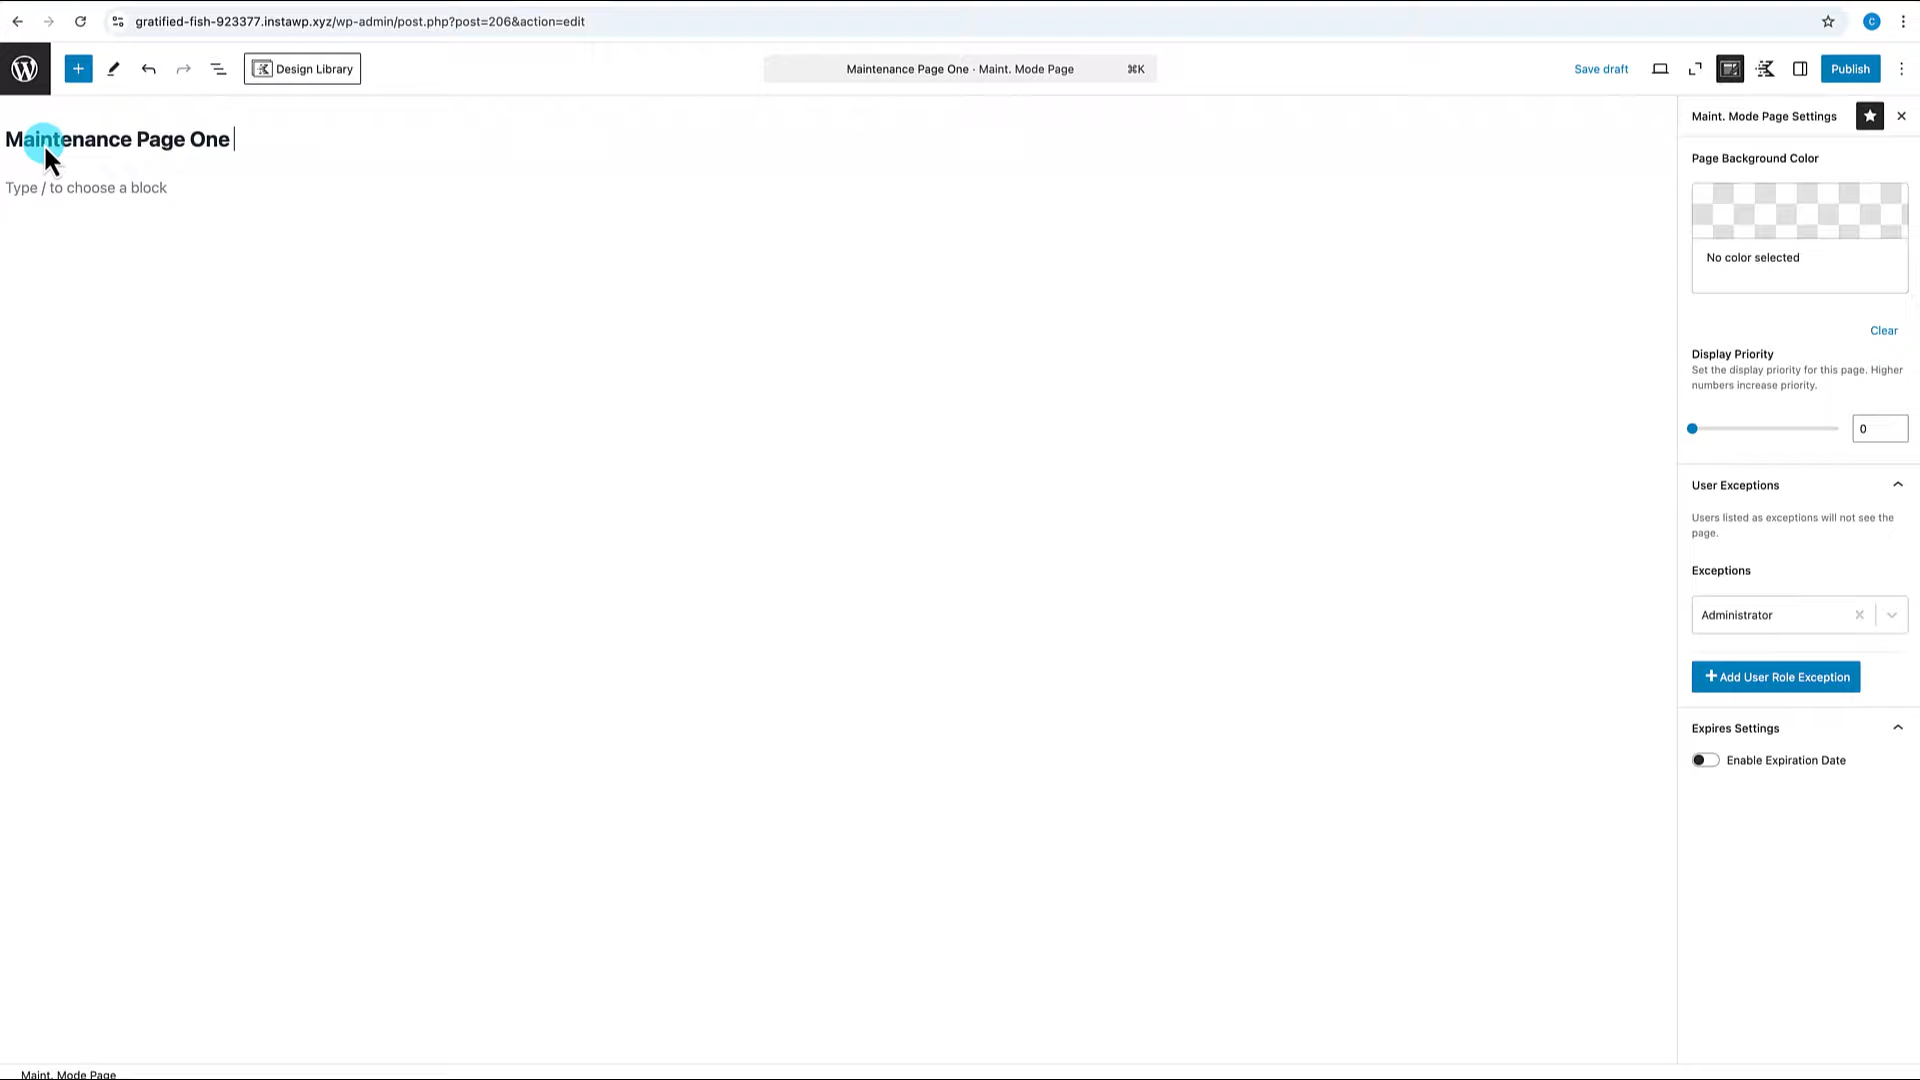 gratified-fish-923377.instawp.xyz/wp-admin/post.php?post=206&action=edit
C
Design Library
Maintenance Page One · Maint. Mode Page
⌘K
Save draft
Publish
Maintenance Page One
Type / to choose a block
Maint. Mode Page Settings
Page Background Color
No color selected
Clear
Display Priority
Set the display priority for this page. Higher
numbers increase priority.
0
User Exceptions
Users listed as exceptions will not see the
page.
Exceptions
Administrator
Add User Role Exception
Expires Settings
Enable Expiration Date
Maint. Mode Page